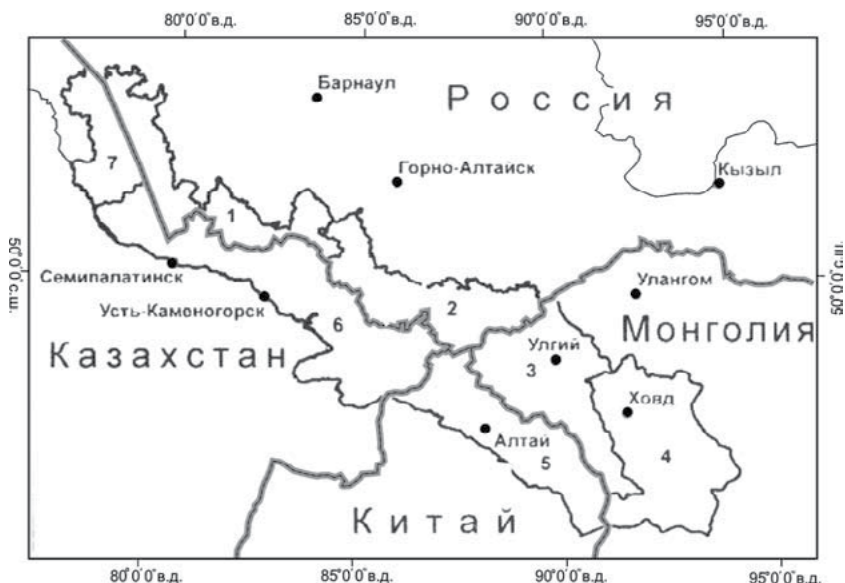 80°0'0"в.д. 85°0'0"в.д. 90°0'0"в.д. 95°0'0"в.д.
Барнаул
Россия
7
Горно-Алтайск
Кызыл
1
50°0'0"с.ш.
50°0'0"с.ш.
Семипалатинск
Улангом
Усть-Каменогорск
2
6
Монголия
Казахстан
Улгий
3
Ховд
Алтай
4
5
Китай
80°0'0"в.д. 85°0'0"в.д. 90°0'0"в.д. 95°0'0"в.д.